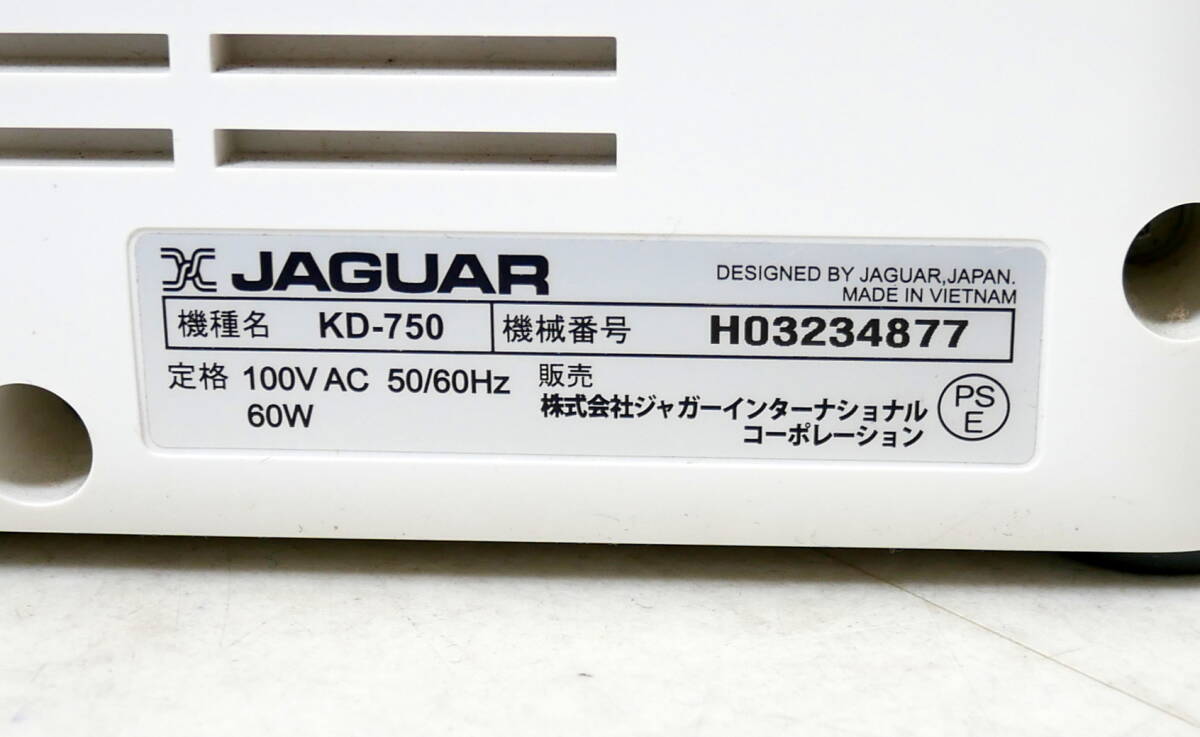 JAGUAR
DESIGNED BY JAGUAR,JAPAN.
MADE IN VIETNAM
機種名 KD-750 機械番号 H03234877
定格 100V AC 50/60Hz
60W
販売
株式会社ジャガーインターナショナル
コーポレーション
PS
E